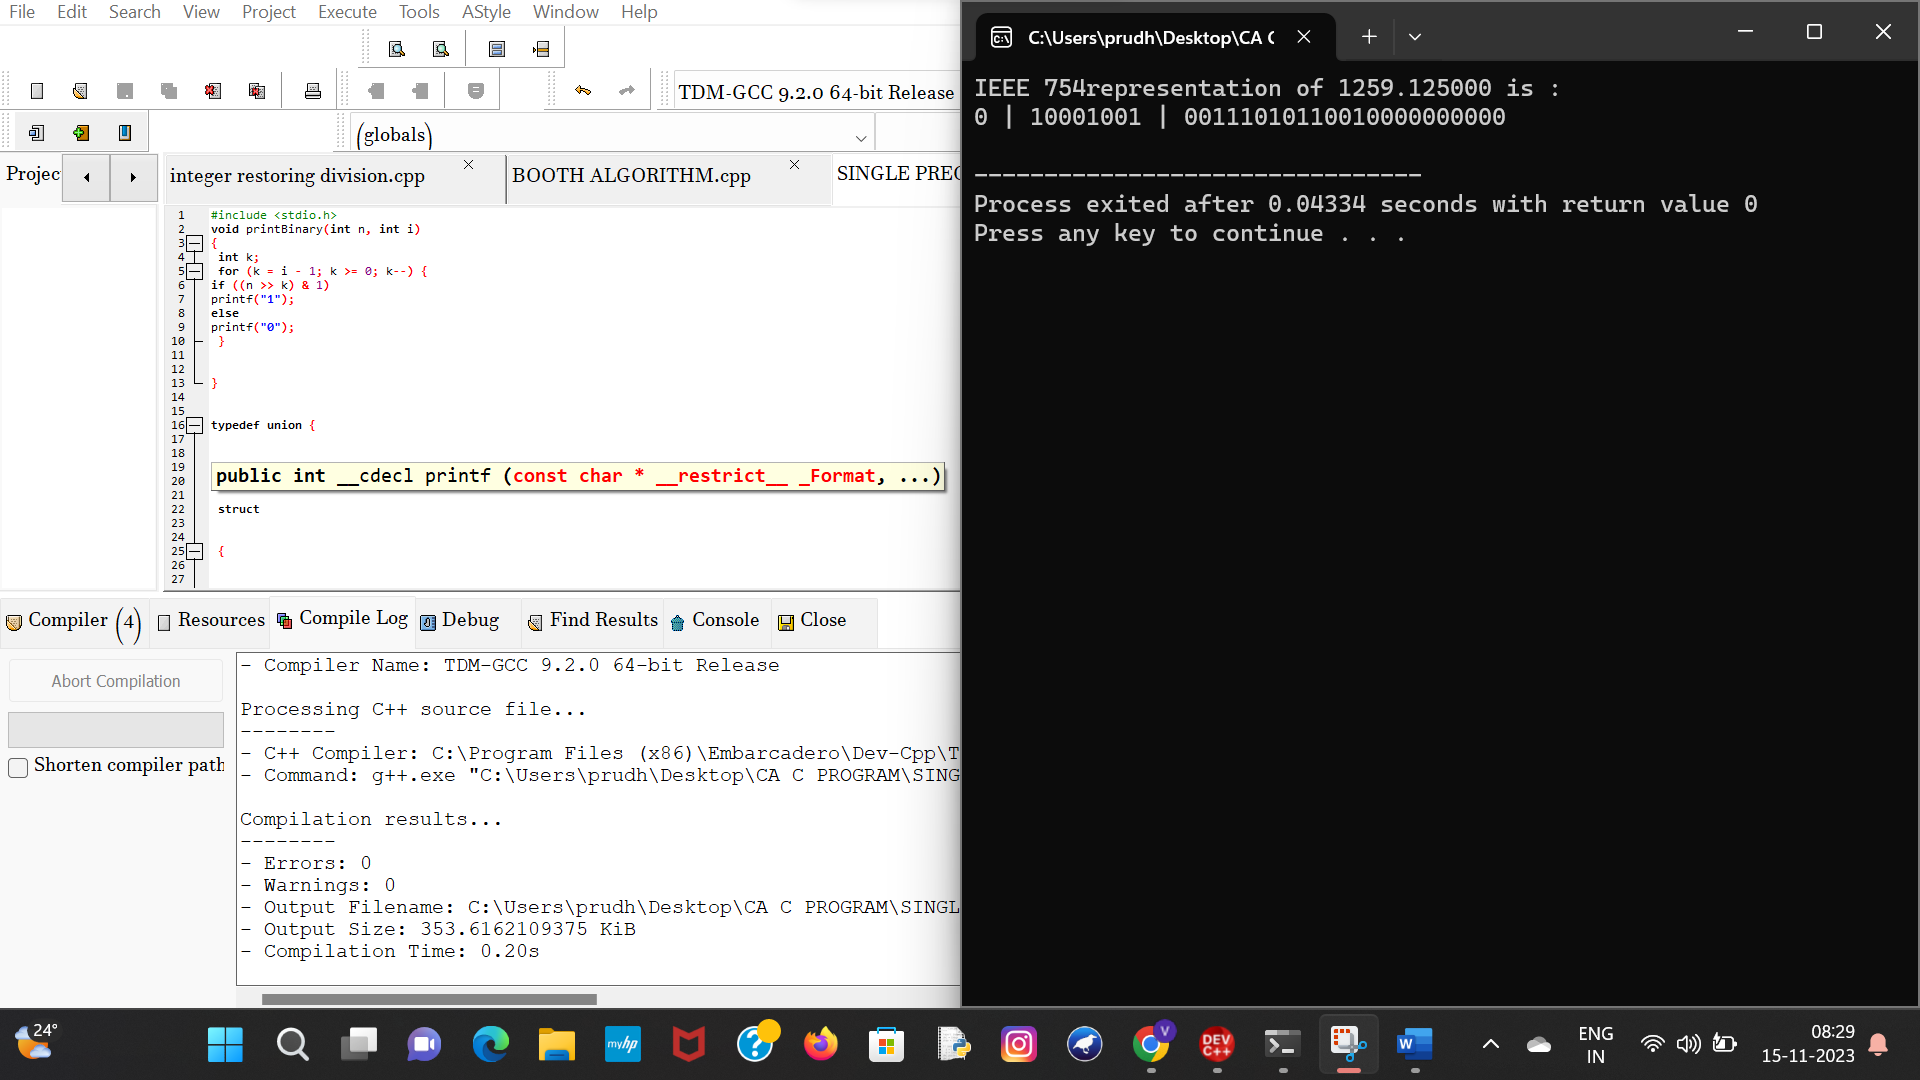 File Edit Search View Project Execute Tools AStyle Window Help
TDM-GCC 9.2.0 64-bit Release
(globals)
Projec
integer restoring division.cpp
BOOTH ALGORITHM.cpp
SINGLE PREC
1 #include <stdio.h>
2 void printBinary(int n, int i)
3 {
4 int k;
5 for (k = i - 1; k >= 0; k--) {
6 if ((n >> k) & 1)
7 printf("1");
8 else
9 printf("0");
10 }
11
12
13 }
14
15
16 typedef union {
17
18
19
20
public int __cdecl printf (const char * __restrict__ _Format, ...)
21
22 struct
23
24
25 {
26
27
Compiler (4) Resources Compile Log Debug Find Results Console Close
Abort Compilation
Shorten compiler path
- Compiler Name: TDM-GCC 9.2.0 64-bit Release
Processing C++ source file...
--------
- C++ Compiler: C:\Program Files (x86)\Embarcadero\Dev-Cpp\T
- Command: g++.exe "C:\Users\prudh\Desktop\CA C PROGRAM\SING
Compilation results...
--------
- Errors: 0
- Warnings: 0
- Output Filename: C:\Users\prudh\Desktop\CA C PROGRAM\SINGL
- Output Size: 353.6162109375 KiB
- Compilation Time: 0.20s
C:\Users\prudh\Desktop\CA C
IEEE 754representation of 1259.125000 is :
0 | 10001001 | 00111010110010000000000
--------------------------------
Process exited after 0.04334 seconds with return value 0
Press any key to continue . . .
24°
myhp
V
DEV C++
W
ENG
IN
08:29
15-11-2023